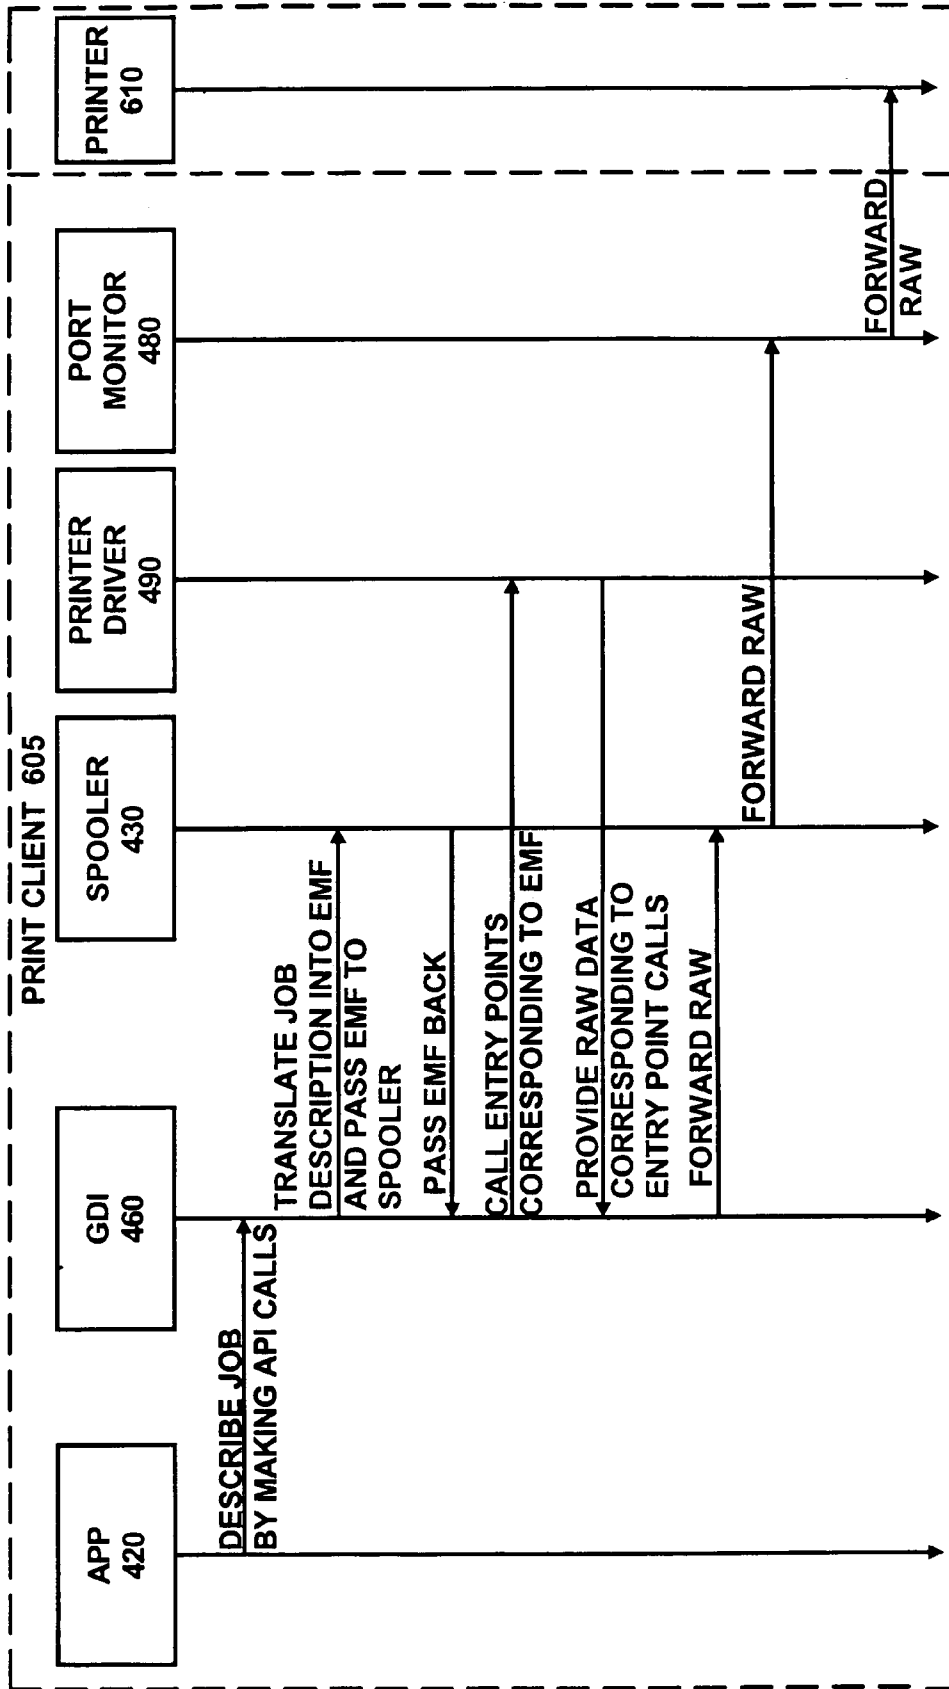 PRINT CLIENT 605
APP
420
GDI
460
SPOOLER
430
PRINTER
DRIVER
490
PORT
MONITOR
480
PRINTER
610
DESCRIBE JOB
BY MAKING API CALLS
TRANSLATE JOB
DESCRIPTION INTO EMF
AND PASS EMF TO
SPOOLER
PASS EMF BACK
CALL ENTRY POINTS
CORRESPONDING TO EMF
PROVIDE RAW DATA
CORRESPONDING TO
ENTRY POINT CALLS
FORWARD RAW
FORWARD RAW
FORWARD
RAW